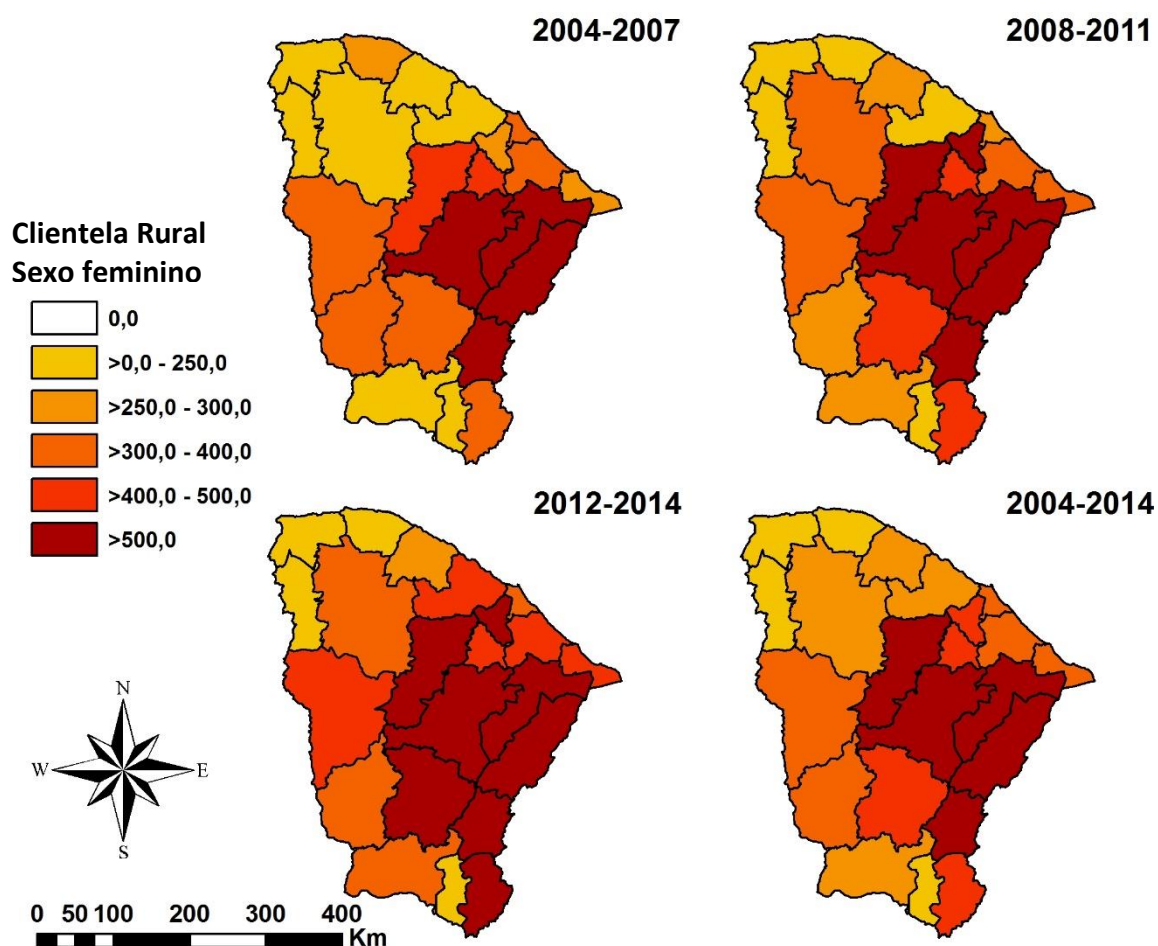 2004-2007
2008-2011
Clientela Rural
Sexo feminino
0,0
>0,0 - 250,0
>250,0 - 300,0
>300,0 - 400,0
>400,0 - 500,0
>500,0
2012-2014
2004-2014
N
W E
S
0 50 100 200 300 400
Km